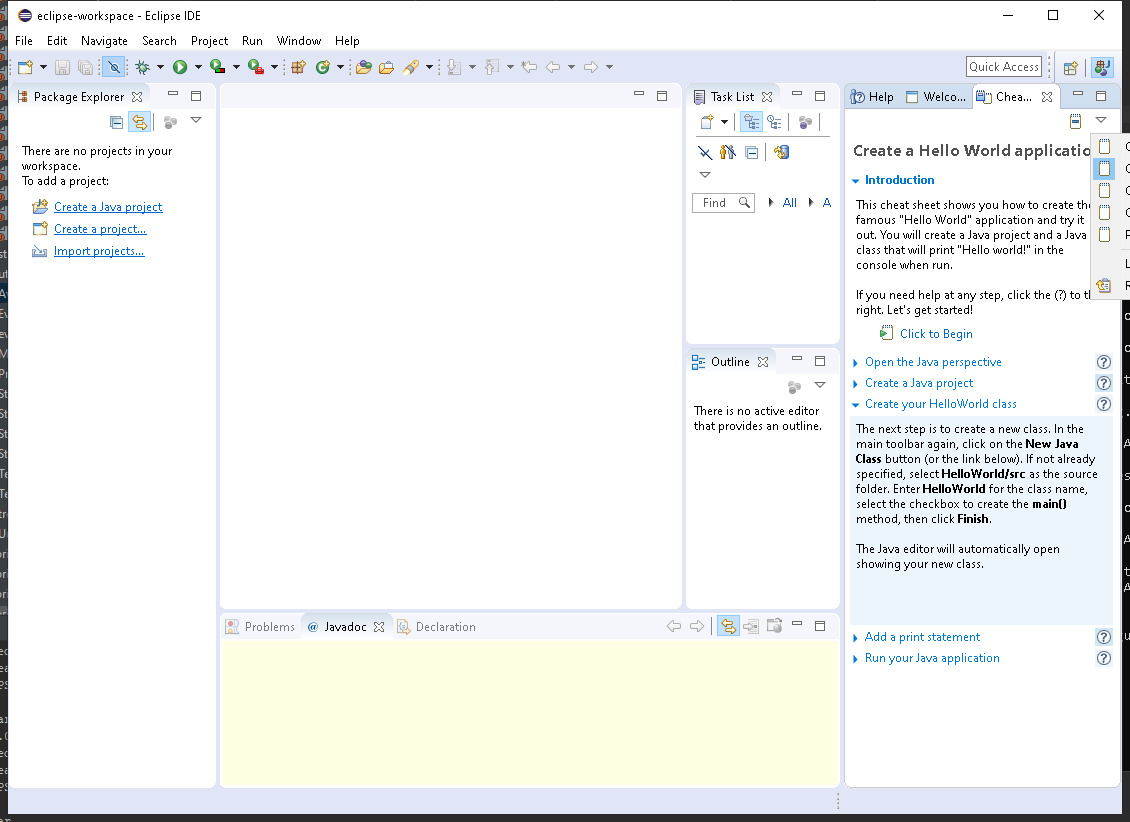 eclipse-workspace - Eclipse IDE
File Edit Navigate Search Project Run Window Help
Quick Access
Package Explorer
There are no projects in your
workspace.
To add a project:
Create a Java project
Create a project...
Import projects...
Task List
Find
All
A
Outline
There is no active editor
that provides an outline.
Help
Welco...
Chea...
Create a Hello World applicatio
Introduction
This cheat sheet shows you how to create the
famous "Hello World" application and try it
out. You will create a Java project and a Java
class that will print "Hello world!" in the
console when run.
If you need help at any step, click the (?) to th
right. Let's get started!
Click to Begin
Open the Java perspective
Create a Java project
Create your HelloWorld class
The next step is to create a new class. In the
main toolbar again, click on the New Java
Class button (or the link below). If not already
specified, select HelloWorld/src as the source
folder. Enter HelloWorld for the class name,
select the checkbox to create the main()
method, then click Finish.
The Java editor will automatically open
showing your new class.
Add a print statement
Run your Java application
Problems
@ Javadoc
Declaration